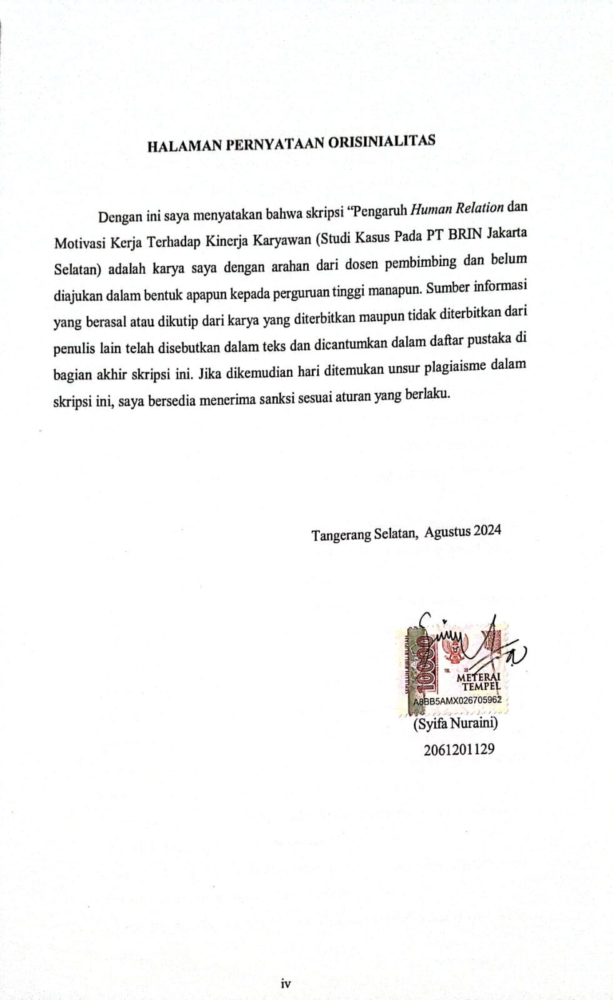 HALAMAN PERNYATAAN ORISINIALITAS
Dengan ini saya menyatakan bahwa skripsi “Pengaruh Human Relation dan
Motivasi Kerja Terhadap Kinerja Karyawan (Studi Kasus Pada PT BRIN Jakarta
Selatan) adalah karya saya dengan arahan dari dosen pembimbing dan belum
diajukan dalam bentuk apapun kepada perguruan tinggi manapun. Sumber informasi
yang berasal atau dikutip dari karya yang diterbitkan maupun tidak diterbitkan dari
penulis lain telah disebutkan dalam teks dan dicantumkan dalam daftar pustaka di
bagian akhir skripsi ini. Jika dikemudian hari ditemukan unsur plagiaisme dalam
skripsi ini, saya bersedia menerima sanksi sesuai aturan yang berlaku.
Tangerang Selatan, Agustus 2024
SEPULUH RIBU RUPIAH
10000
TGL. 20
METERAI
TEMPEL
A8BB5AMX026705962
(Syifa Nuraini)
2061201129
iv